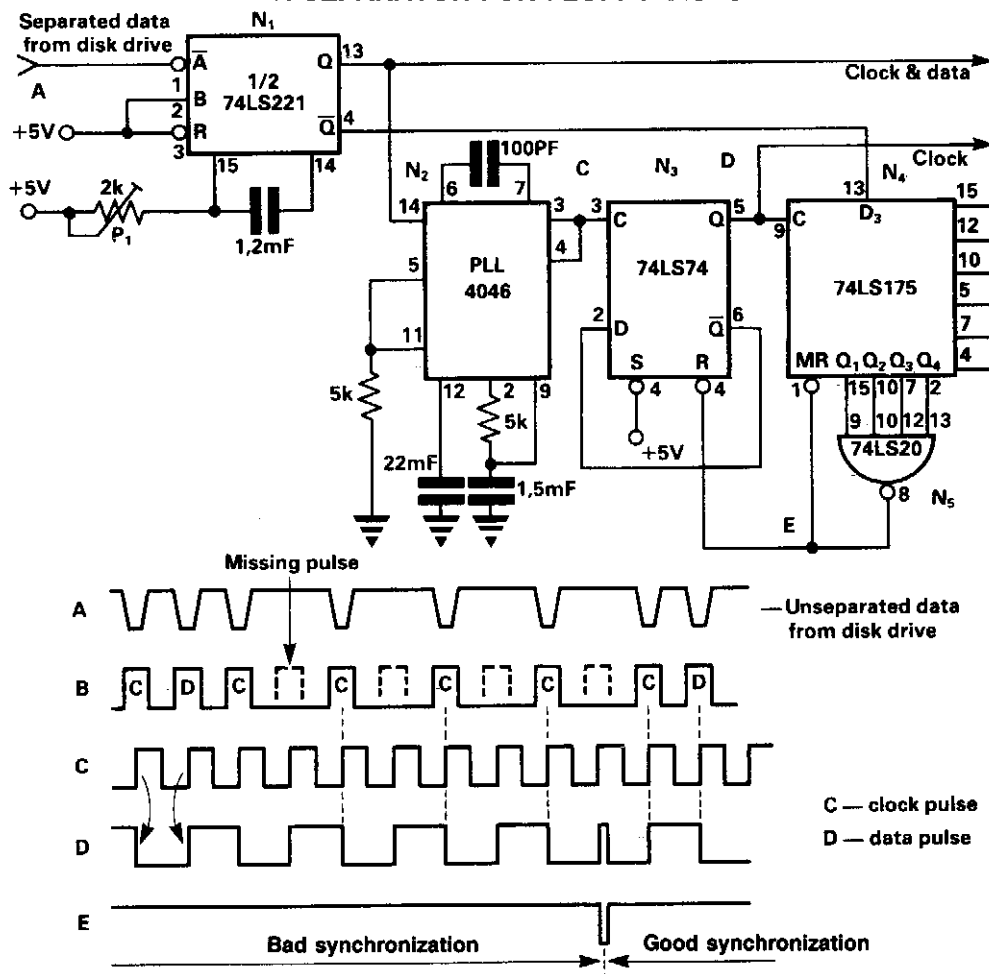 Separated data
from disk drive
N1
A
A
Q
13
1
B
1/2
74LS221
2
+5V
R
Q
4
3
15
14
+5V
2k
P1
1,2mF
Clock & data
100PF
N2
6
7
C
N3
D
Clock
N4
14
3
4
5
11
PLL
4046
12
2
9
5k
5k
22mF
1,5mF
3
C
Q
5
74LS74
2
D
Q
6
S
R
4
4
+5V
13
D3
9
C
74LS175
15
12
10
5
7
4
MR
Q1
Q2
Q3
Q4
1
15
10
7
2
9
10
12
13
74LS20
8
N5
E
Missing pulse
A
—Unseparated data
from disk drive
B
C
D
C
C
C
C
C
D
C
C — clock pulse
D
D — data pulse
E
Bad synchronization
Good synchronization